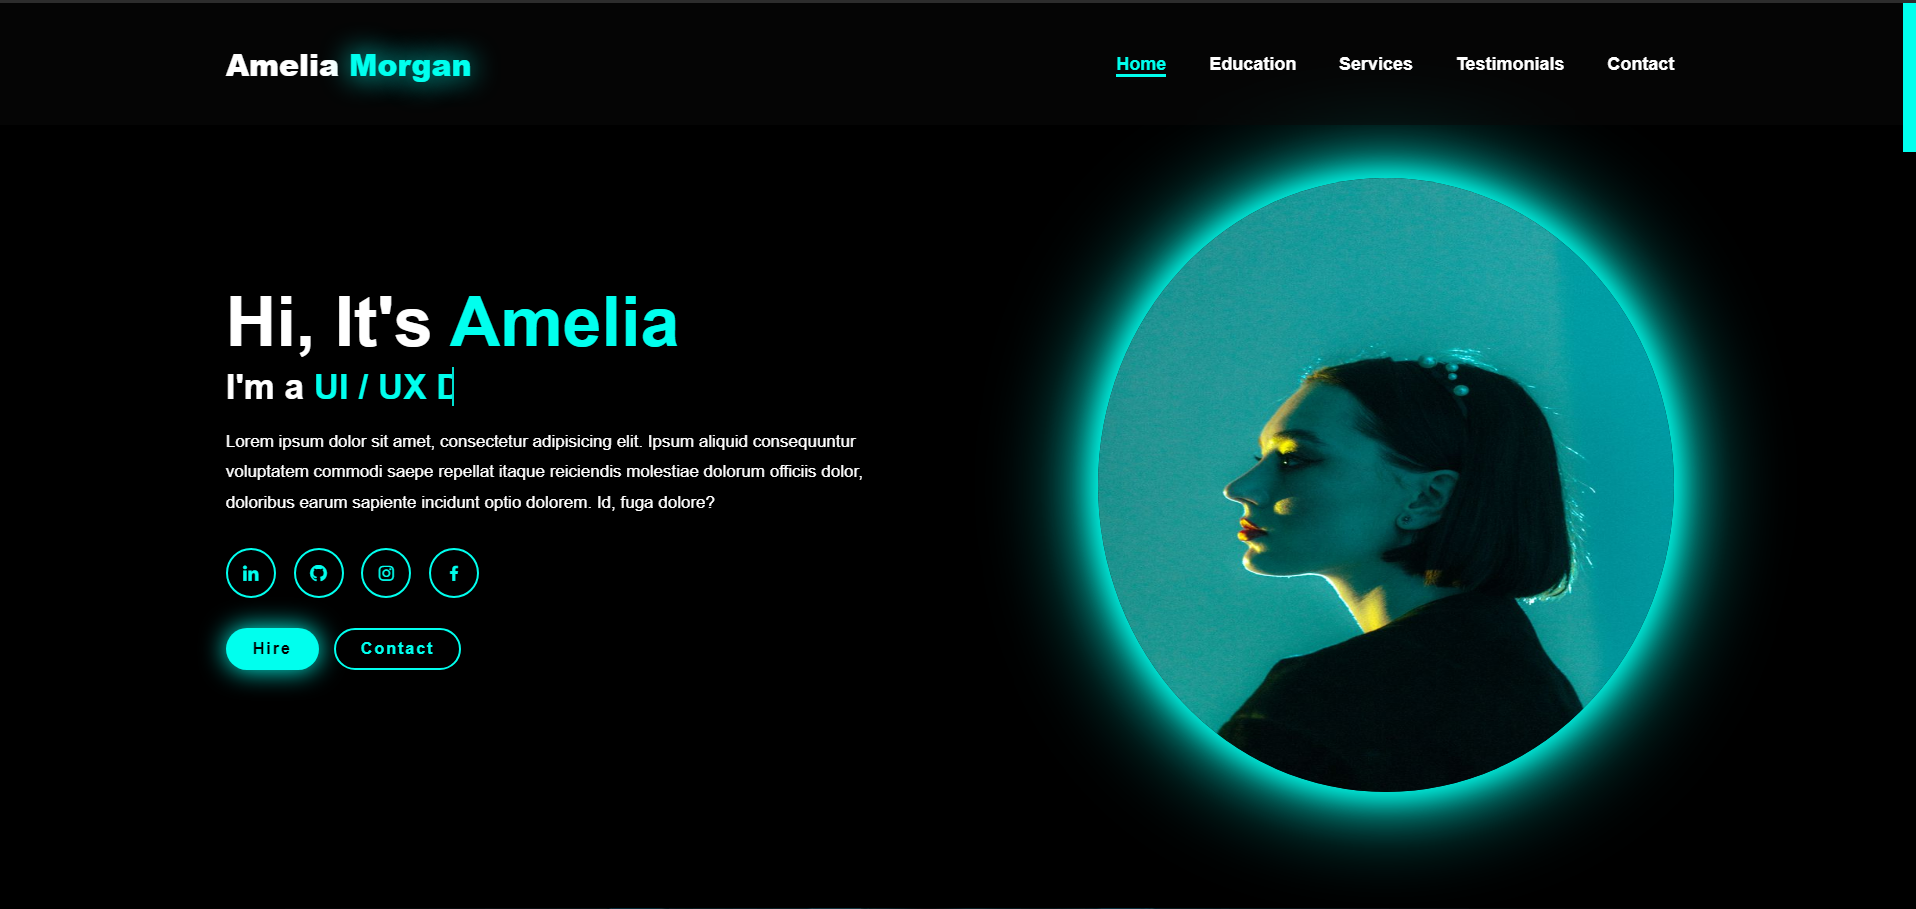 Amelia Morgan
Home Education Services Testimonials Contact
Hi, It's Amelia
I'm a UI / UX D
Lorem ipsum dolor sit amet, consectetur adipisicing elit. Ipsum aliquid consequuntur
voluptatem commodi saepe repellat itaque reiciendis molestiae dolorum officiis dolor,
doloribus earum sapiente incidunt optio dolorem. Id, fuga dolore?
Hire Contact